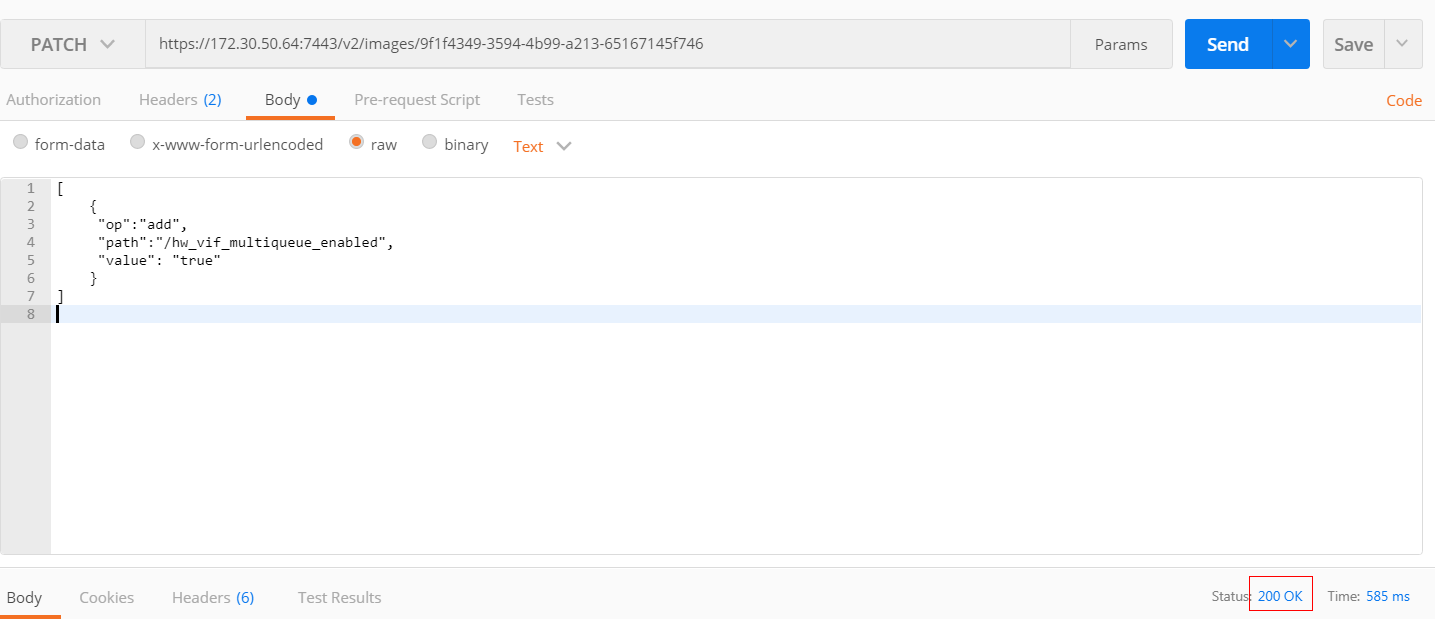 PATCH https://172.30.50.64:7443/v2/images/9f1f4349-3594-4b99-a213-65167145f746 Params Send Save
Authorization Headers (2) Body Pre-request Script Tests Code
form-data x-www-form-urlencoded raw binary Text
1 [
2 {
3 "op":"add",
4 "path":"/hw_vif_multiqueue_enabled",
5 "value": "true"
6 }
7 ]
8
Body Cookies Headers (6) Test Results Status: 200 OK Time: 585 ms